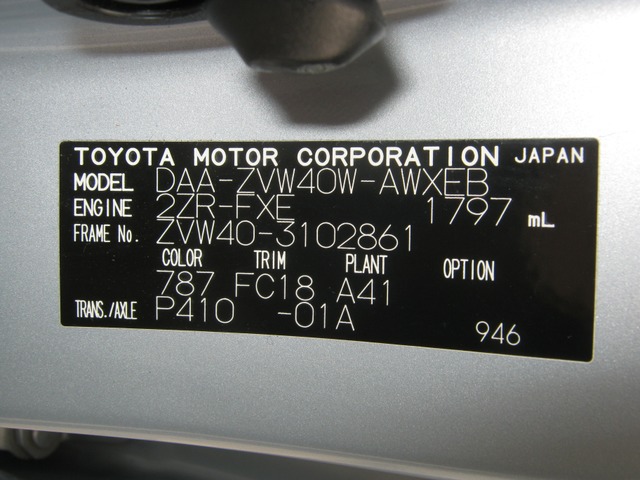 TOYOTA MOTOR CORPORATION JAPAN
MODEL DAA-ZVW40W-AWXEB
ENGINE 2ZR-FXE 1797 mL
FRAME No. ZVW40-3102861
COLOR TRIM PLANT OPTION
787 FC18 A41
TRANS./AXLE P410 -01A
946